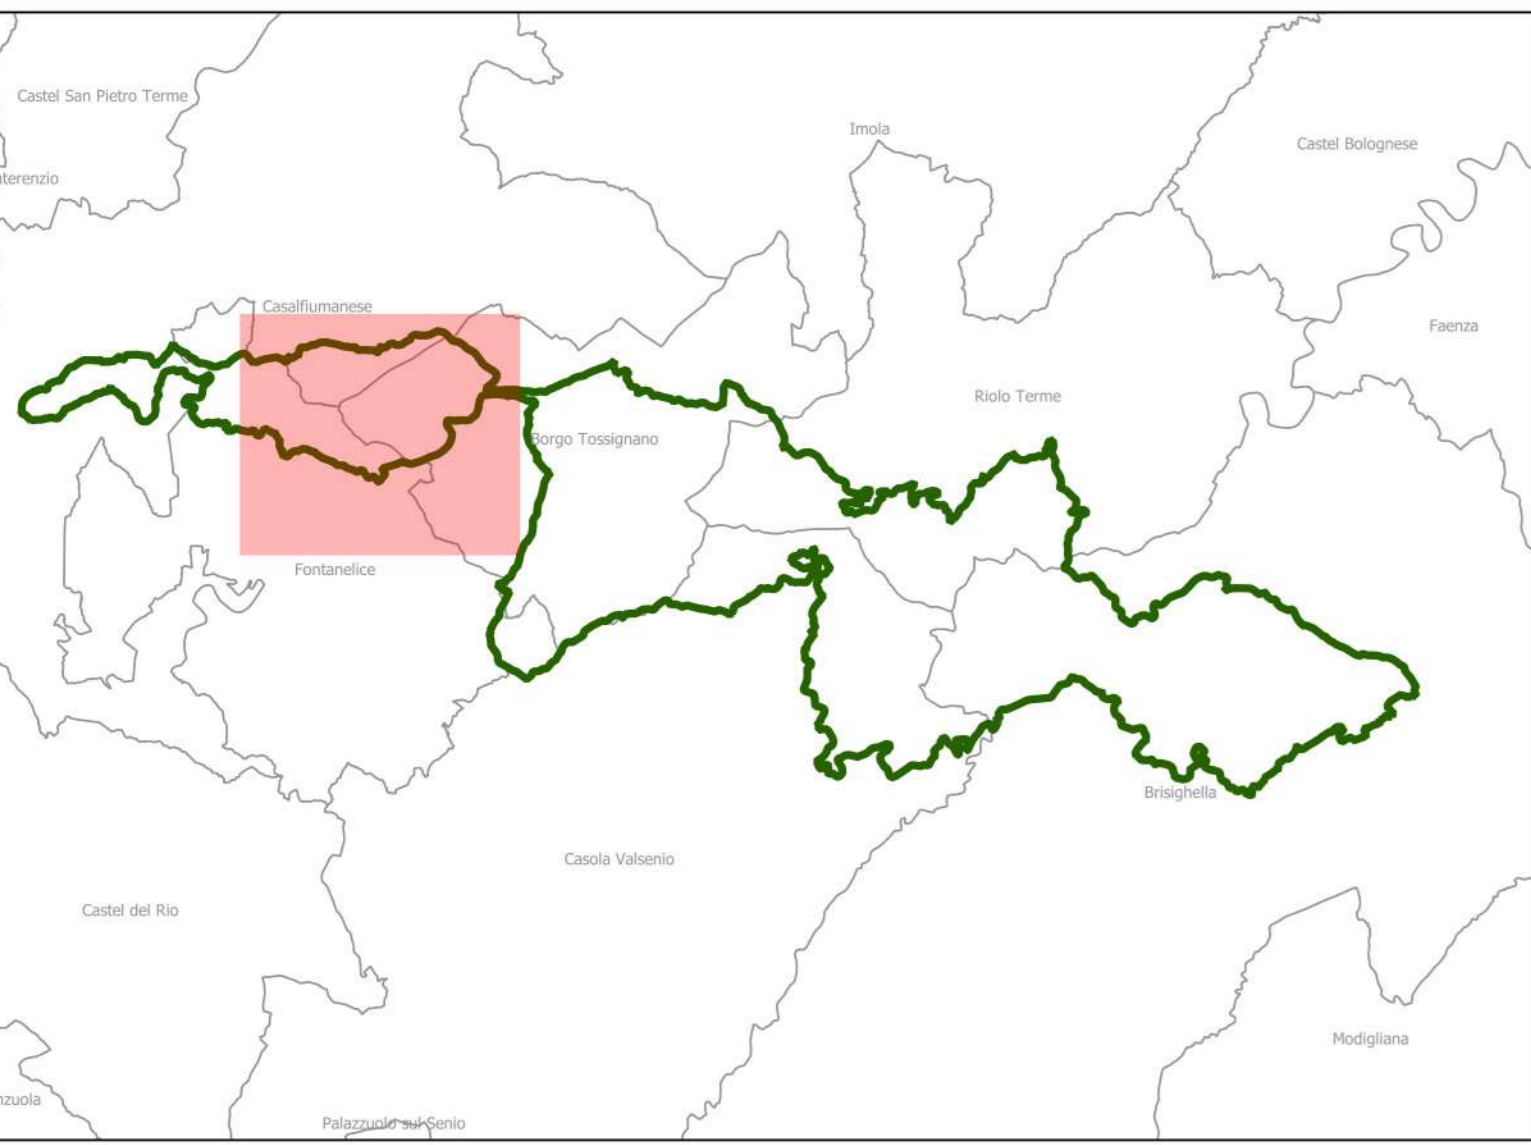 Castel San Pietro Terme
Imola
Castel Bolognese
nterenzio
Casalfiumanese
Faenza
Riolo Terme
Borgo Tossignano
Fontanelice
Brisighella
Casola Valsenio
Castel del Rio
Modigliana
nzuola
Palazzuolo sul Senio